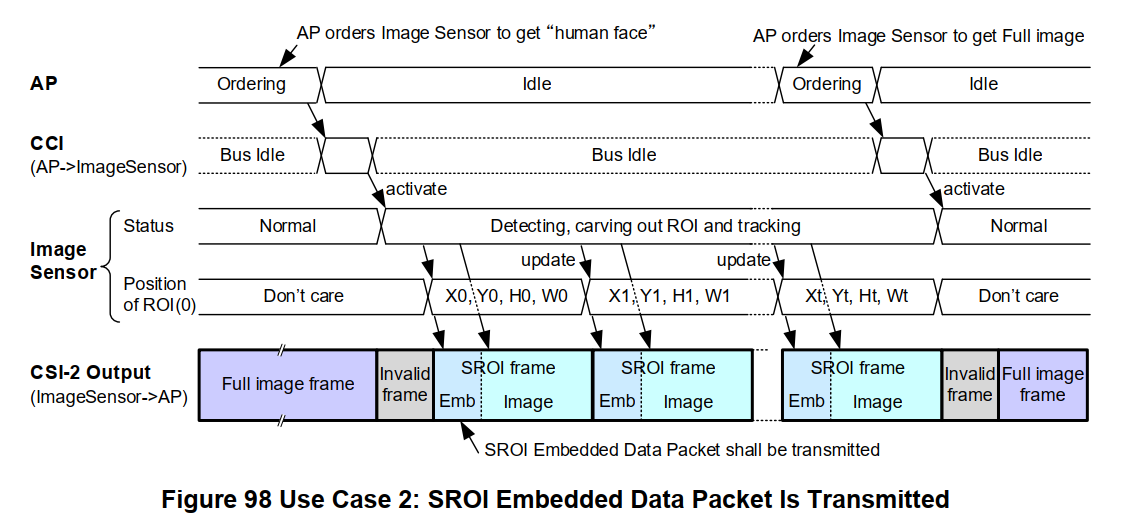 AP orders Image Sensor to get “human face”
AP orders Image Sensor to get Full image
AP
Ordering
Idle
Ordering
Idle
CCI
(AP->ImageSensor)
Bus Idle
Bus Idle
Bus Idle
activate
activate
Image
Sensor
Status
Normal
Detecting, carving out ROI and tracking
Normal
update
update
Position
of ROI(0)
Don’t care
X0, Y0, H0, W0
X1, Y1, H1, W1
Xt, Yt, Ht, Wt
Don’t care
CSI-2 Output
(ImageSensor->AP)
Full image frame
Invalid
frame
SROI frame
Emb
Image
SROI frame
Emb
Image
SROI frame
Emb
Image
Invalid
frame
Full image
frame
SROI Embedded Data Packet shall be transmitted
Figure 98 Use Case 2: SROI Embedded Data Packet Is Transmitted